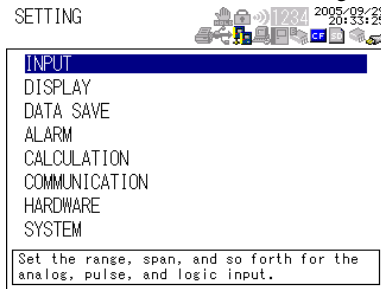 SETTING
1234
2005/09/29
20:33:25
CF
INPUT
DISPLAY
DATA SAVE
ALARM
CALCULATION
COMMUNICATION
HARDWARE
SYSTEM
Set the range, span, and so forth for the
analog, pulse, and logic input.